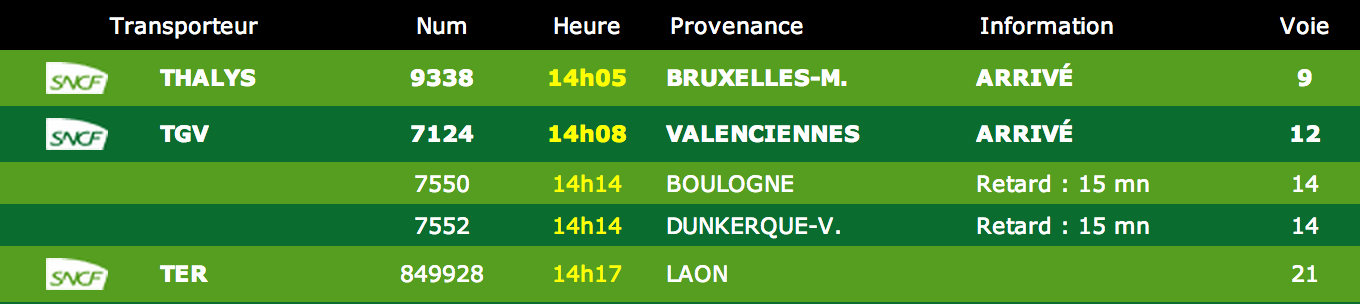 Transporteur Num Heure Provenance Information Voie
SNCF THALYS 9338 14h05 BRUXELLES-M. ARRIVÉ 9
SNCF TGV 7124 14h08 VALENCIENNES ARRIVÉ 12
7550 14h14 BOULOGNE Retard : 15 mn 14
7552 14h14 DUNKERQUE-V. Retard : 15 mn 14
SNCF TER 849928 14h17 LAON 21